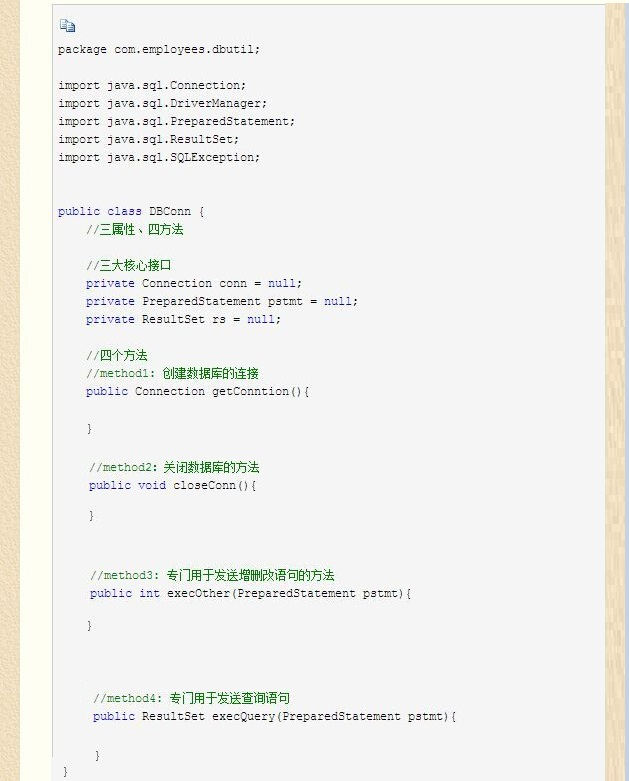 package com.employees.dbutil;
import java.sql.Connection;
import java.sql.DriverManager;
import java.sql.PreparedStatement;
import java.sql.ResultSet;
import java.sql.SQLException;
public class DBConn {
//三属性、四方法
//三大核心接口
private Connection conn = null;
private PreparedStatement pstmt = null;
private ResultSet rs = null;
//四个方法
//method1: 创建数据库的连接
public Connection getConntion(){
}
//method2: 关闭数据库的方法
public void closeConn(){
}
//method3: 专门用于发送增删改语句的方法
public int execOther(PreparedStatement pstmt){
}
//method4: 专门用于发送查询语句
public ResultSet execQuery(PreparedStatement pstmt){
}
}